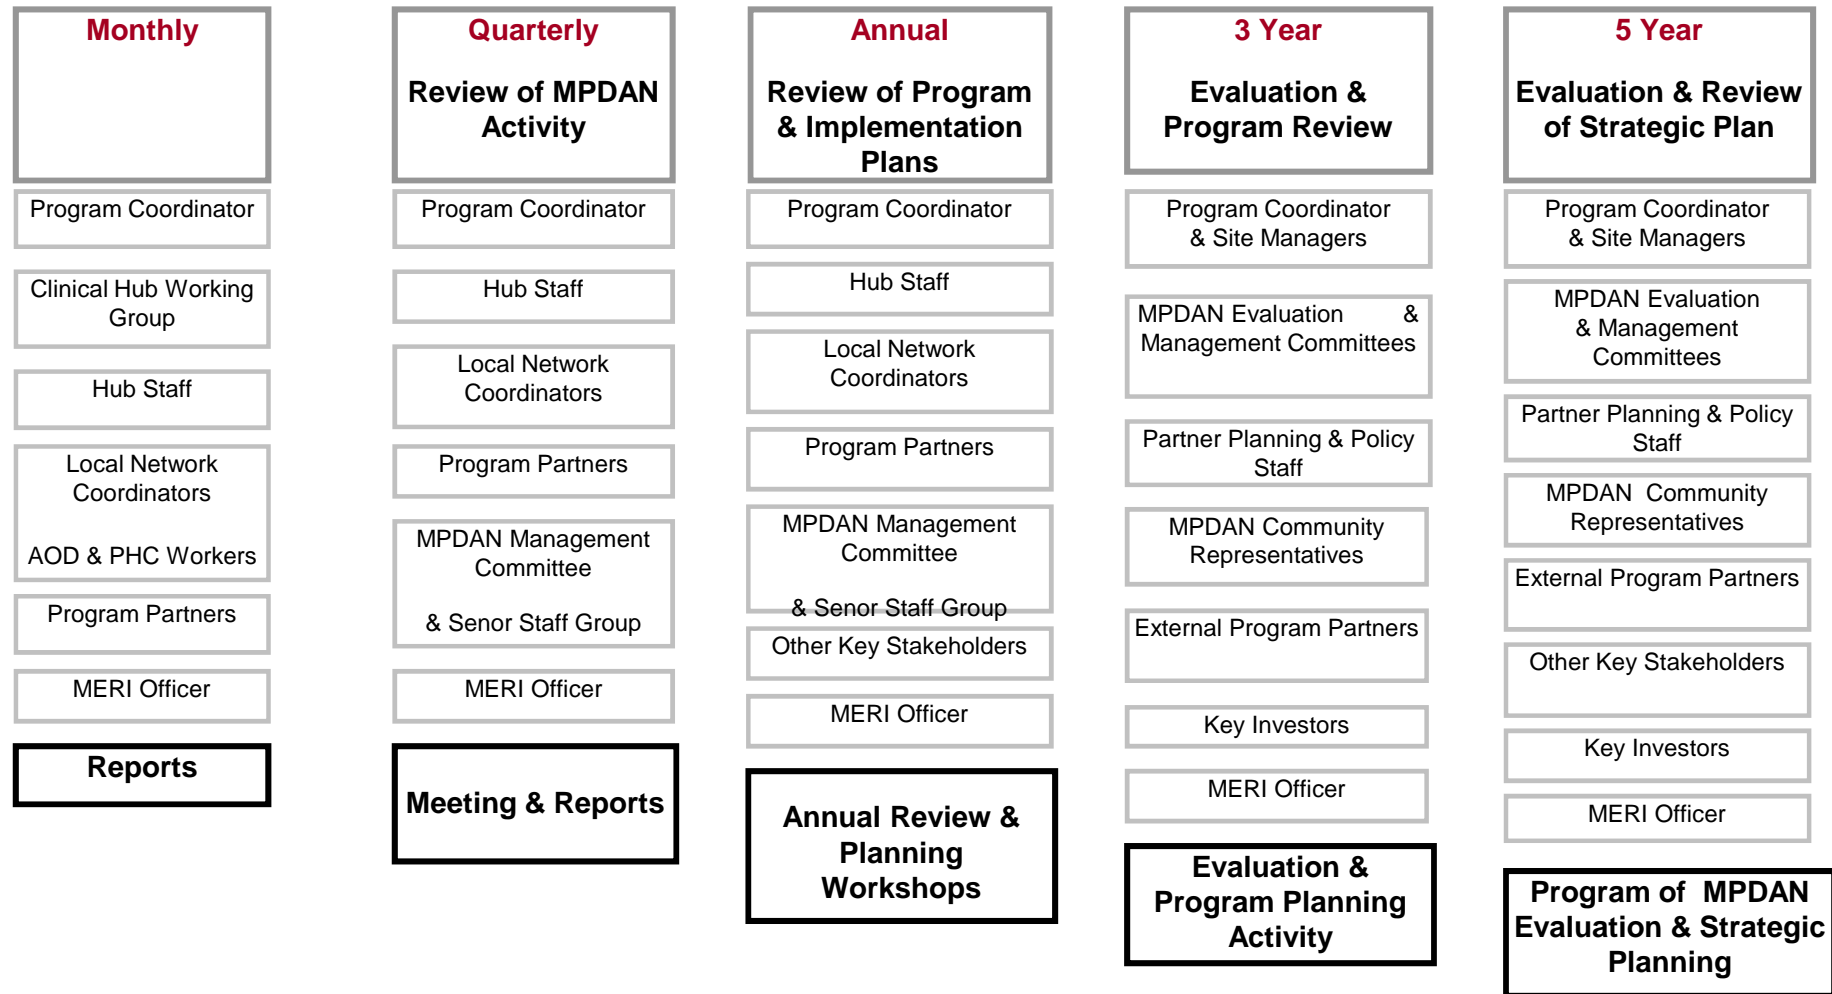 Monthly
Program Coordinator
Clinical Hub Working
Group
Hub Staff
Local Network
Coordinators
AOD & PHC Workers
Program Partners
MERI Officer
Reports
Quarterly
Review of MPDAN
Activity
Program Coordinator
Hub Staff
Local Network
Coordinators
Program Partners
MPDAN Management
Committee
& Senor Staff Group
MERI Officer
Meeting & Reports
Annual
Review of Program
& Implementation
Plans
Program Coordinator
Hub Staff
Local Network
Coordinators
Program Partners
MPDAN Management
Committee
& Senor Staff Group
Other Key Stakeholders
MERI Officer
Annual Review &
Planning
Workshops
3 Year
Evaluation &
Program Review
Program Coordinator
& Site Managers
MPDAN Evaluation &
Management Committees
Partner Planning & Policy
Staff
MPDAN Community
Representatives
External Program Partners
Key Investors
MERI Officer
Evaluation &
Program Planning
Activity
5 Year
Evaluation & Review
of Strategic Plan
Program Coordinator
& Site Managers
MPDAN Evaluation
& Management
Committees
Partner Planning & Policy
Staff
MPDAN Community
Representatives
External Program Partners
Other Key Stakeholders
Key Investors
MERI Officer
Program of MPDAN
Evaluation & Strategic
Planning